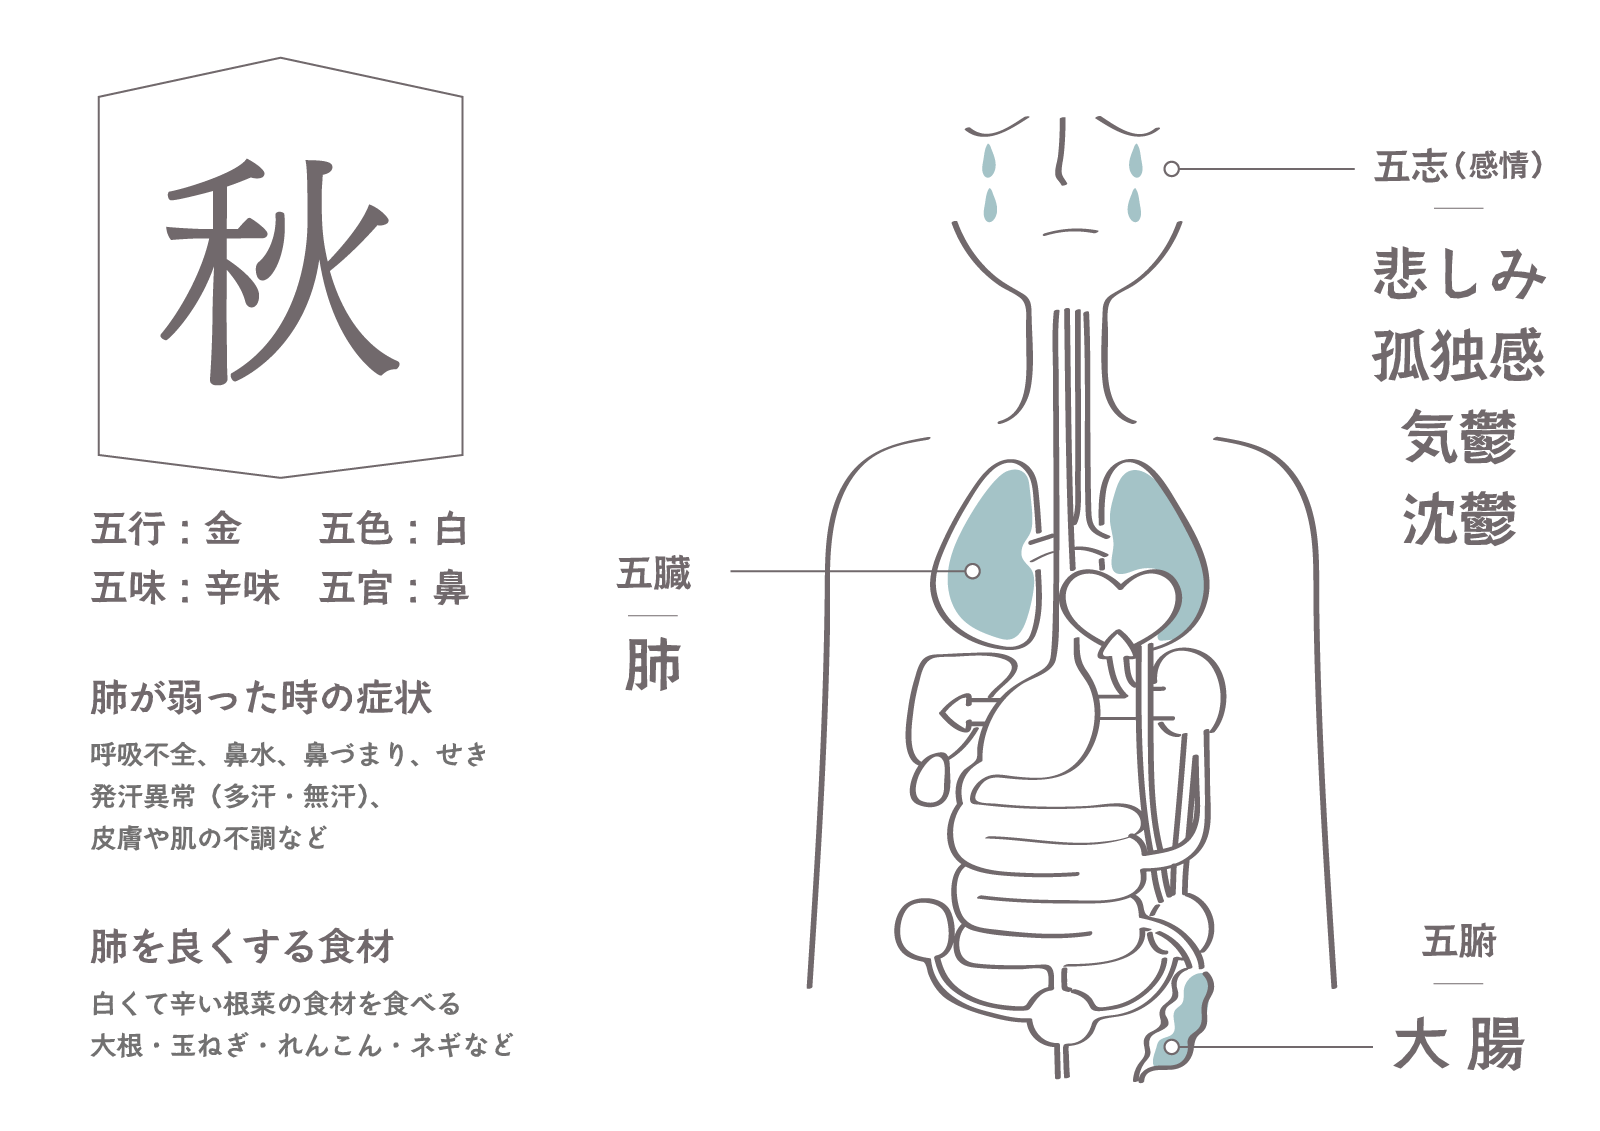 秋
五行：金　五色：白
五味：辛味　五官：鼻
肺が弱った時の症状
呼吸不全、鼻水、鼻づまり、せき
発汗異常（多汗・無汗）、
皮膚や肌の不調など
肺を良くする食材
白くて辛い根菜の食材を食べる
大根・玉ねぎ・れんこん・ネギなど
五臓
肺
五志（感情）
悲しみ
孤独感
気鬱
沈鬱
五腑
大腸